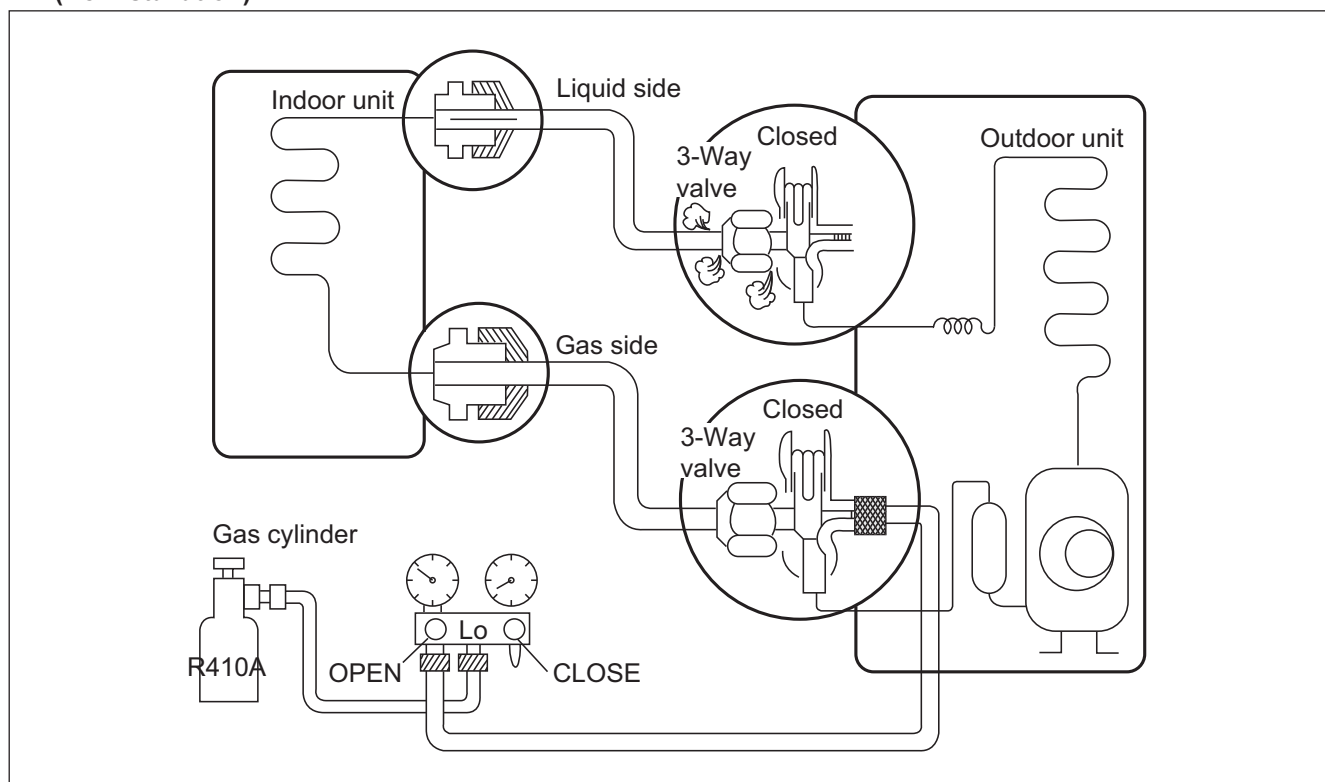 Indoor unit
Liquid side
Closed
3-Way
valve
Outdoor unit
Gas side
Closed
3-Way
valve
Gas cylinder
R410A
Lo
OPEN
CLOSE